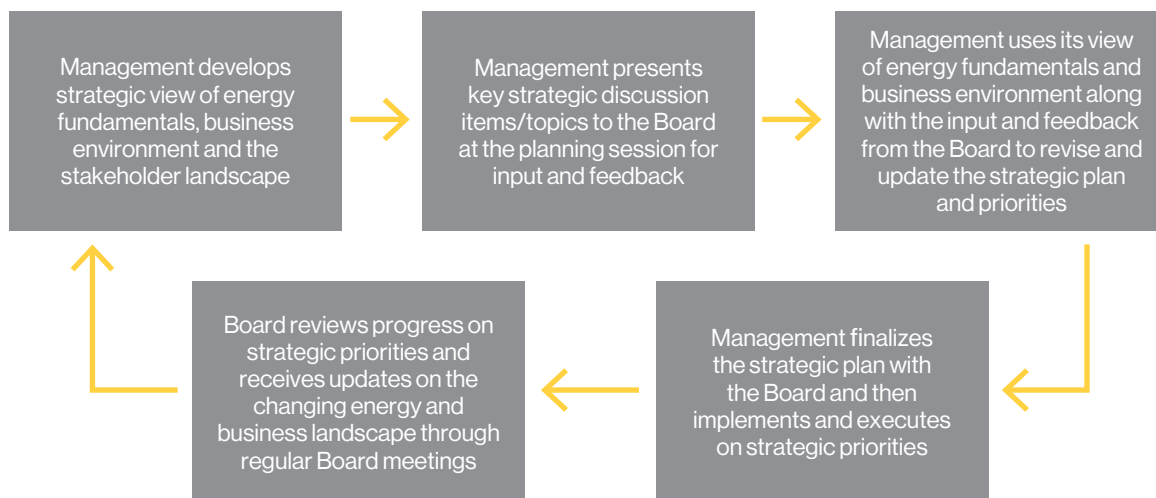 Management develops
strategic view of energy
fundamentals, business
environment and the
stakeholder landscape
Management presents
key strategic discussion
items/topics to the Board
at the planning session for
input and feedback
Management uses its view
of energy fundamentals and
business environment along
with the input and feedback
from the Board to revise and
update the strategic plan
and priorities
Management finalizes
the strategic plan with
the Board and then
implements and executes
on strategic priorities
Board reviews progress on
strategic priorities and
receives updates on the
changing energy and
business landscape through
regular Board meetings